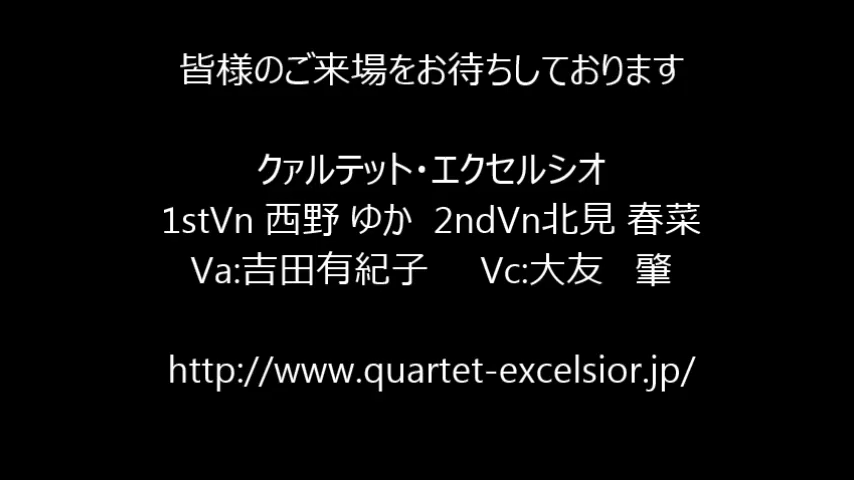 皆様のご来場をお待ちしております
クァルテット・エクセルシオ
1stVn 西野 ゆか 2ndVn北見 春菜
Va:吉田有紀子 Vc:大友 肇
http://www.quartet-excelsior.jp/